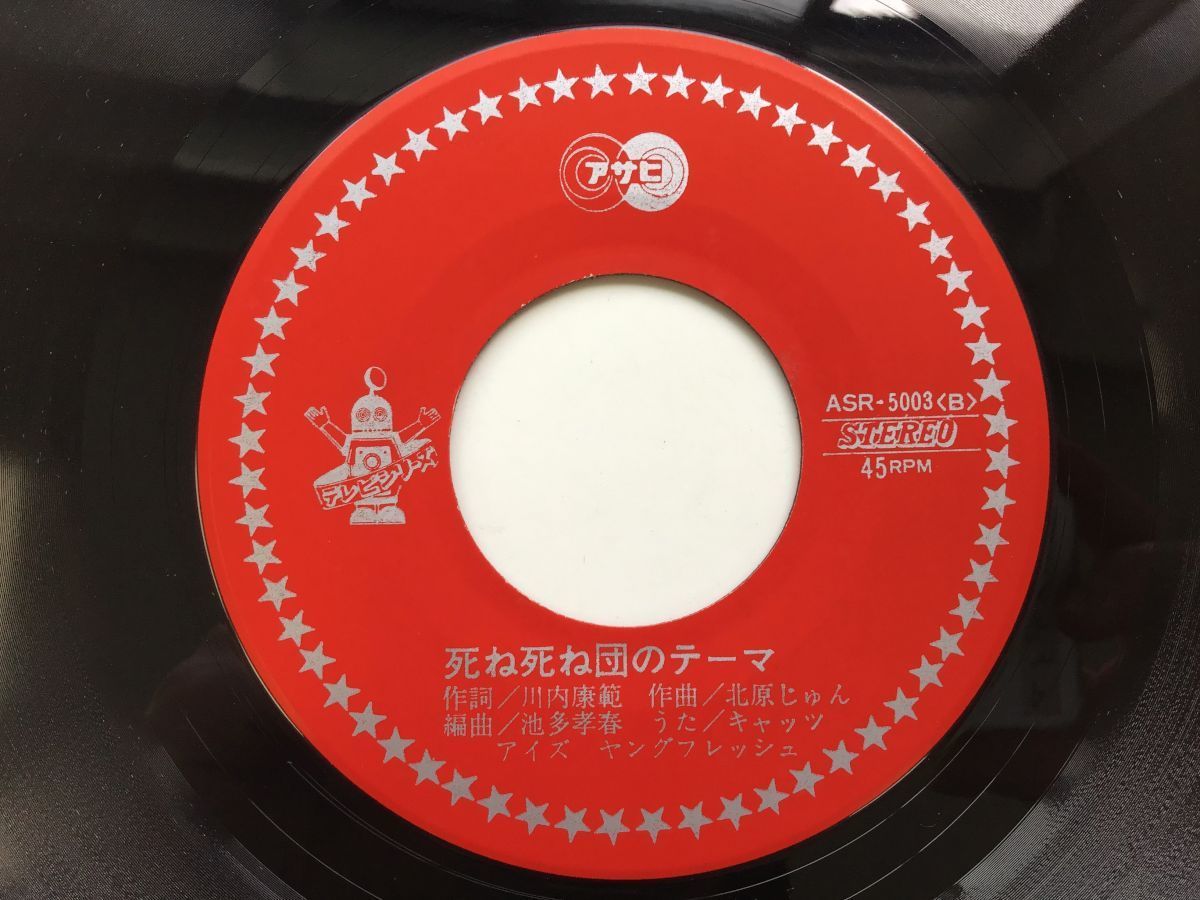 アサヒ
テレビシリーズ
ASR-5003<B>
STEREO
45RPM
死ね死ね団のテーマ
作詞/川内康範 作曲/北原じゅん
編曲/池多孝春 うた/キャッツ
アイズ ヤングフレッシュ